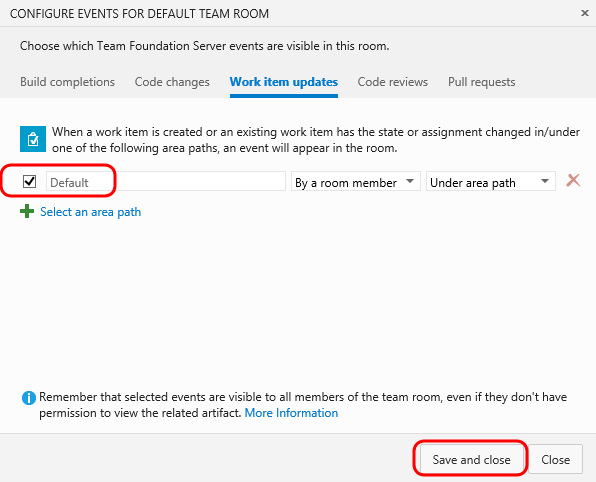 CONFIGURE EVENTS FOR DEFAULT TEAM ROOM
Choose which Team Foundation Server events are visible in this room.
Build completions Code changes Work item updates Code reviews Pull requests
When a work item is created or an existing work item has the state or assignment changed in/under
one of the following area paths, an event will appear in the room.
Default By a room member Under area path
Select an area path
Remember that selected events are visible to all members of the team room, even if they don't have
permission to view the related artifact. More Information
Save and close Close